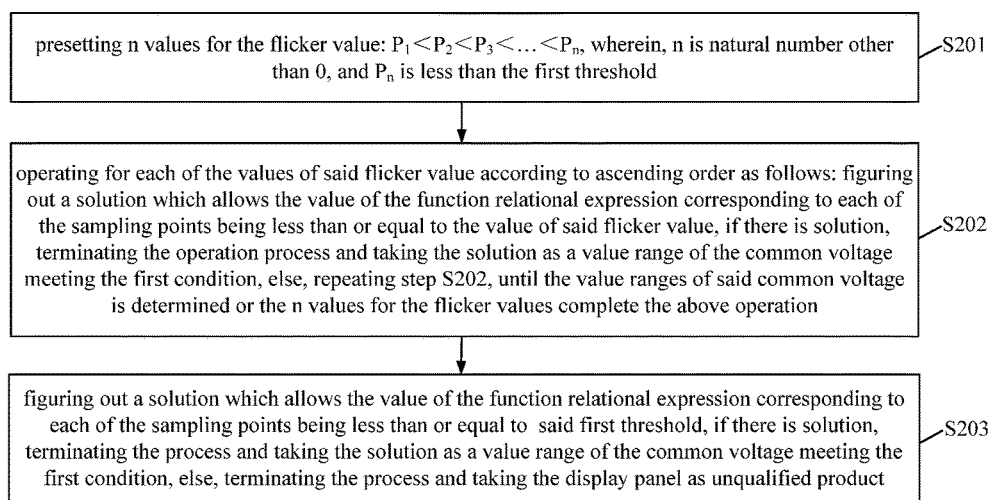 presetting n values for the flicker value: P1＜P2＜P3＜…＜Pn, wherein, n is natural number other
than 0, and Pn is less than the first threshold
S201
operating for each of the values of said flicker value according to ascending order as follows: figuring
out a solution which allows the value of the function relational expression corresponding to each of
the sampling points being less than or equal to the value of said flicker value, if there is solution,
terminating the operation process and taking the solution as a value range of the common voltage
meeting the first condition, else, repeating step S202, until the value ranges of said common voltage
is determined or the n values for the flicker values complete the above operation
S202
figuring out a solution which allows the value of the function relational expression corresponding to
each of the sampling points being less than or equal to said first threshold, if there is solution,
terminating the process and taking the solution as a value range of the common voltage meeting the
first condition, else, terminating the process and taking the display panel as unqualified product
S203